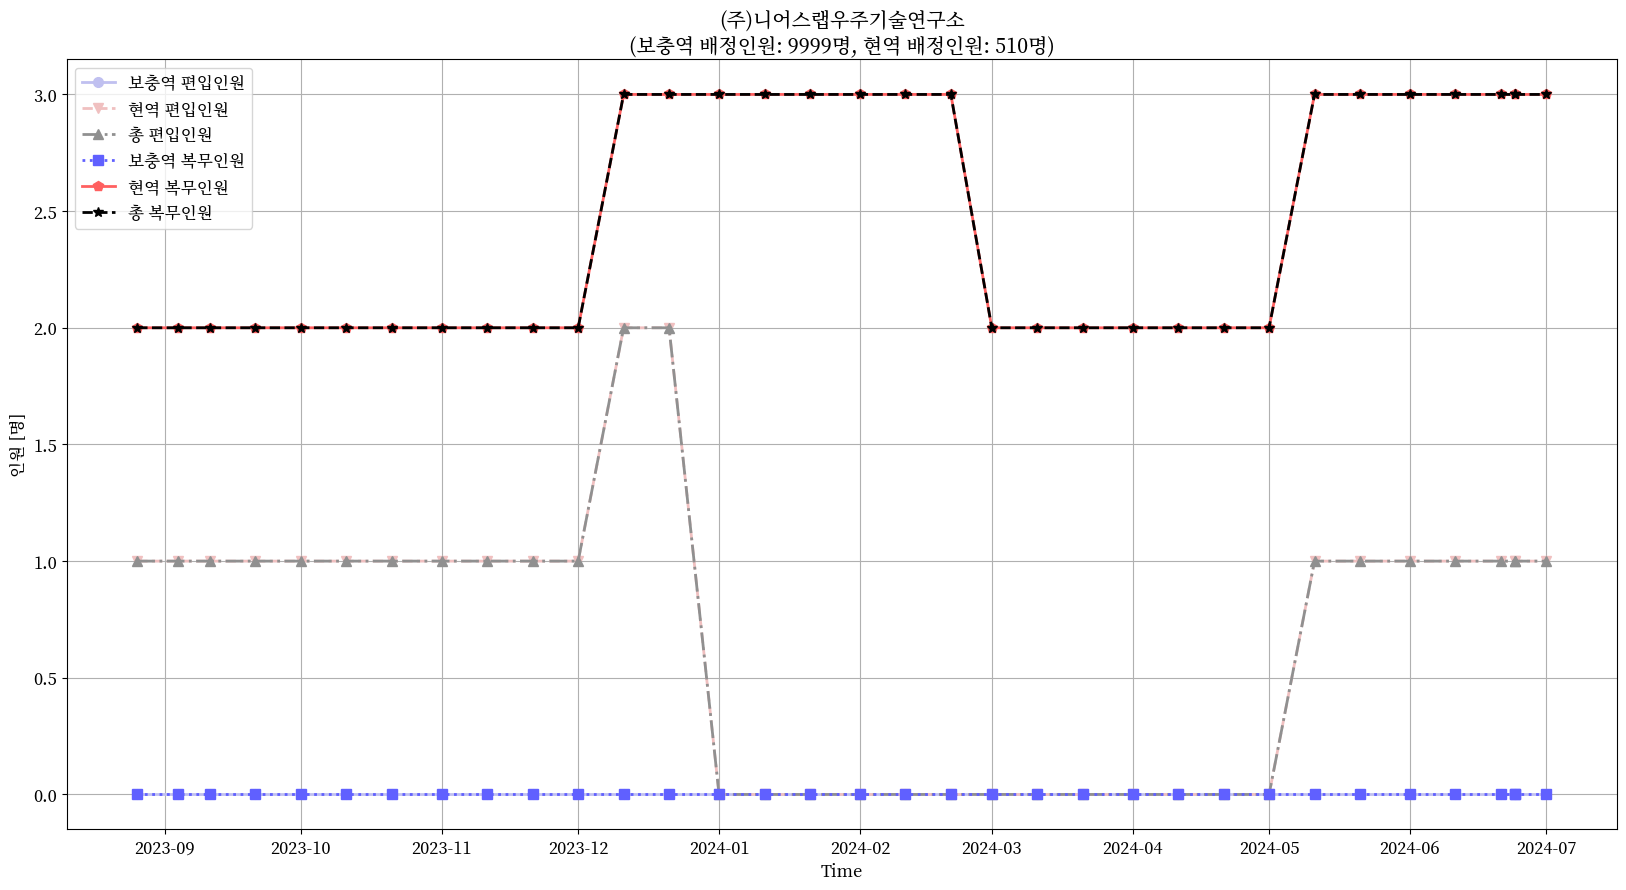 (주)니어스랩우주기술연구소
(보충역 배정인원: 9999명, 현역 배정인원: 510명)
보충역 편입인원
현역 편입인원
총 편입인원
보충역 복무인원
현역 복무인원
총 복무인원
3.0
2.5
2.0
1.5
1.0
0.5
0.0
인원 [명]
2023-09 2023-10 2023-11 2023-12 2024-01 2024-02 2024-03 2024-04 2024-05 2024-06 2024-07
Time